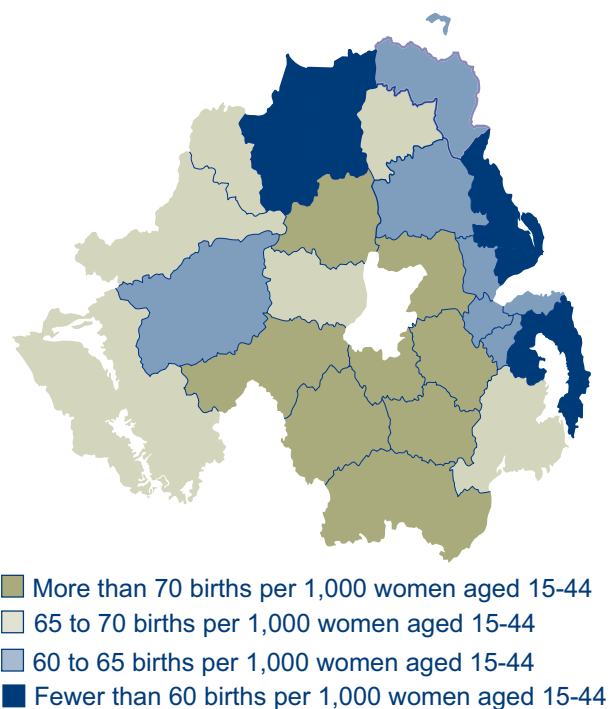 More than 70 births per 1,000 women aged 15-44
65 to 70 births per 1,000 women aged 15-44
60 to 65 births per 1,000 women aged 15-44
Fewer than 60 births per 1,000 women aged 15-44